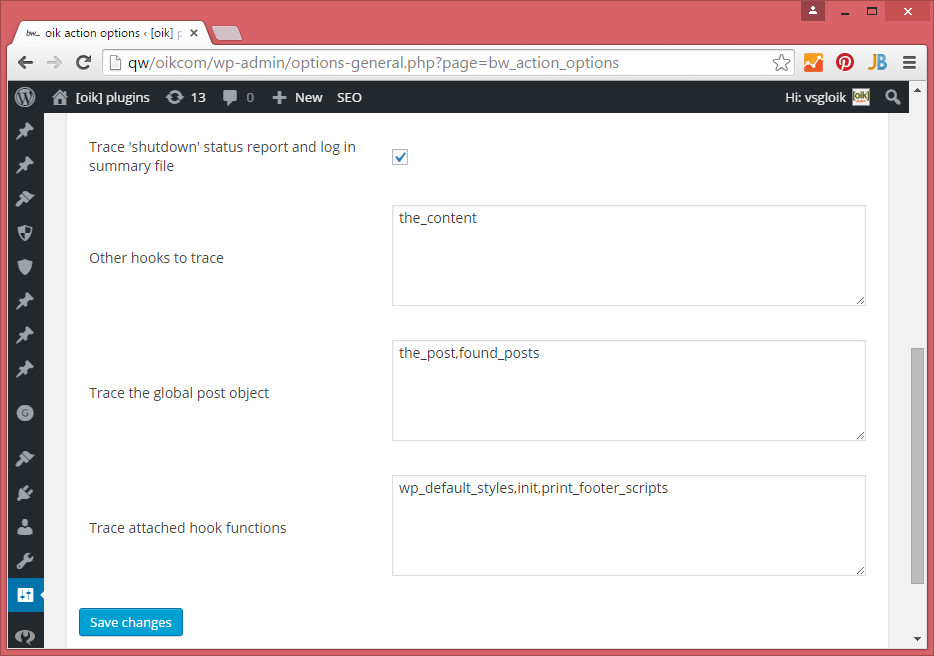 bw_ oik action options ‹ [oik] p
qw/oikcom/wp-admin/options-general.php?page=bw_action_options
JB
[oik] plugins 13 0 New SEO Hi: vsgloik [oik]
Trace 'shutdown' status report and log in
summary file
Other hooks to trace
the_content
Trace the global post object
the_post,found_posts
G
Trace attached hook functions
wp_default_styles,init,print_footer_scripts
Save changes